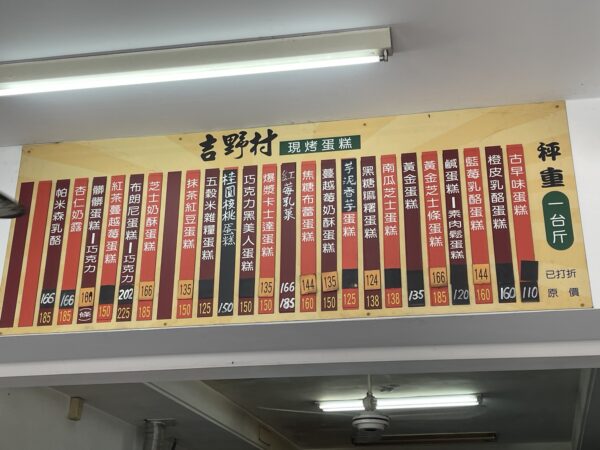 吉野村 現烤蛋糕
秤重 一台斤
已打折
原價
古早味蛋糕 110
橙皮乳酪蛋糕 160
藍莓乳酪蛋糕 144 160
鹹蛋糕—素肉鬆蛋糕 120
黃金芝士條蛋糕 166 185
黃金蛋糕 135
南瓜芝士蛋糕 138
黑糖糯糬蛋糕 124 138
芋泥香芋蛋糕 125
蔓越莓奶酥蛋糕 135 150
焦糖布蕾蛋糕 144 160
紅莓乳菓 166 185
爆漿卡士達蛋糕 135 150
巧克力黑美人蛋糕 150
桂圓核桃蛋糕 150
五穀米雜糧蛋糕 125
抹茶紅豆蛋糕 135 150
芝士奶酥蛋糕 166 185
布朗尼蛋糕—巧克力 202 225
紅茶蔓越莓蛋糕 150
髒髒蛋糕—巧克力 160 (條)
杏仁奶露 166 185
帕米森乳酪 166 185